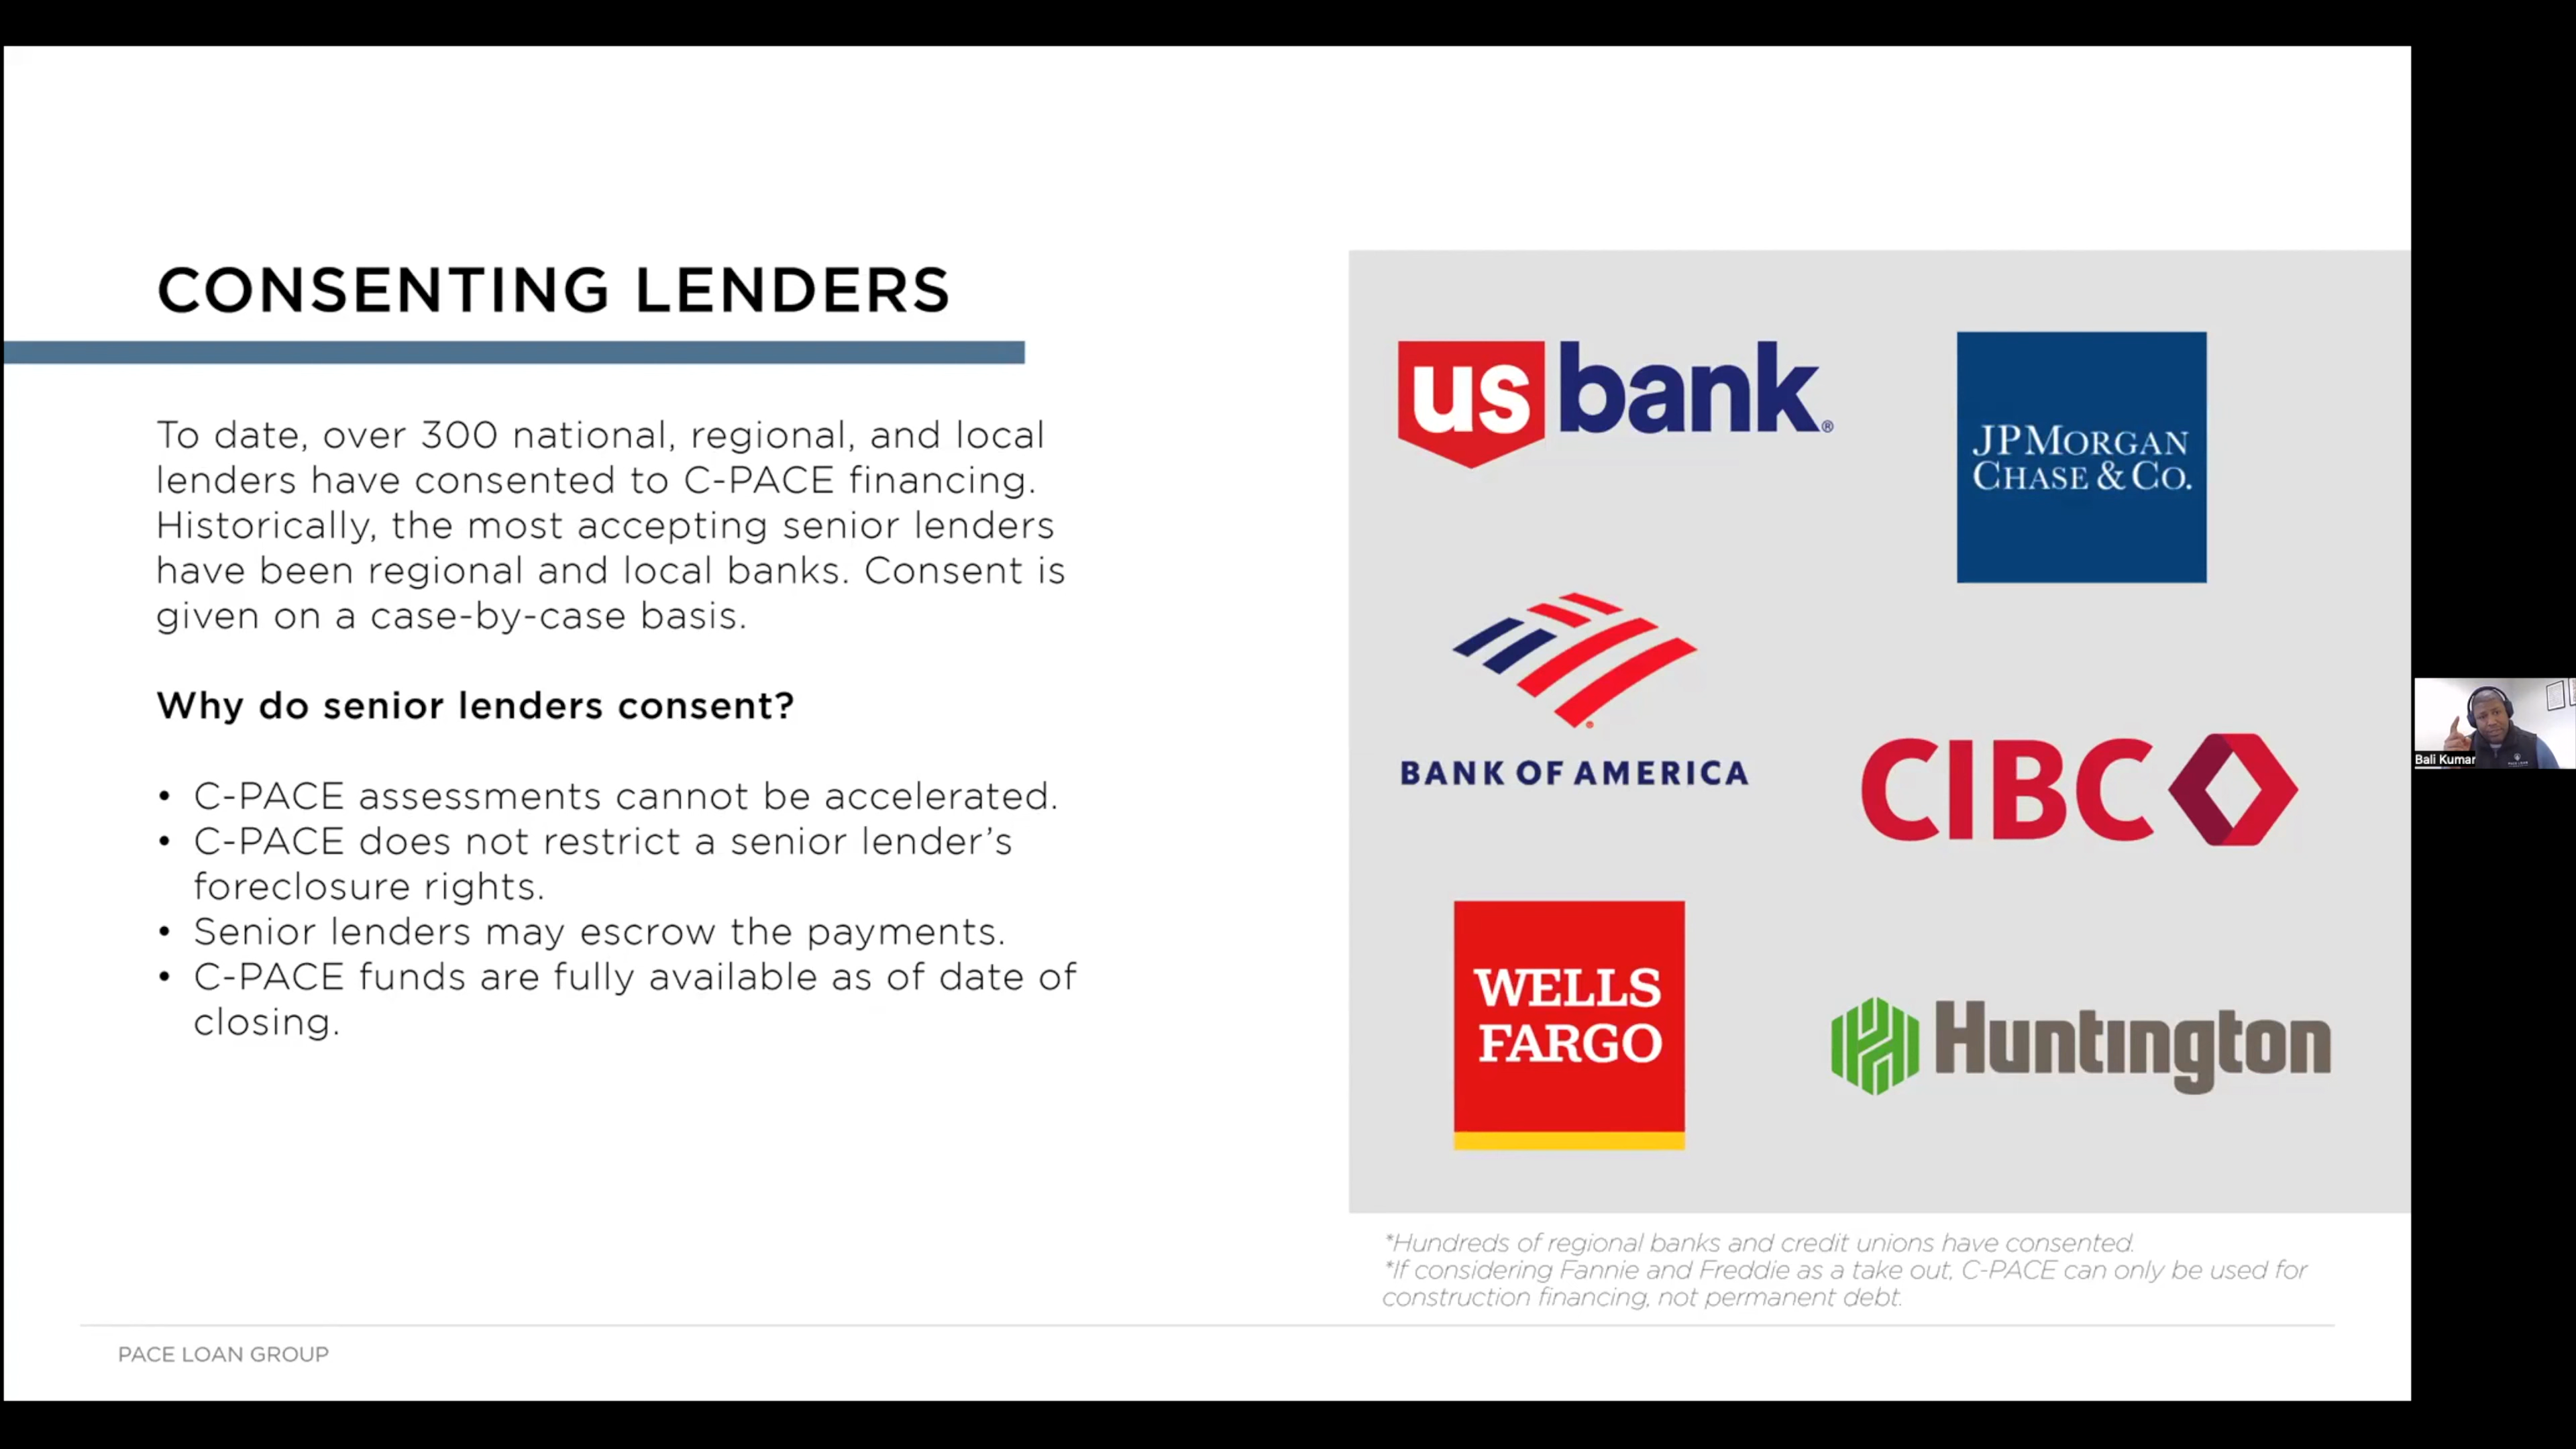 CONSENTING LENDERS
To date, over 300 national, regional, and local
lenders have consented to C-PACE financing.
Historically, the most accepting senior lenders
have been regional and local banks. Consent is
given on a case-by-case basis.
Why do senior lenders consent?
• C-PACE assessments cannot be accelerated.
• C-PACE does not restrict a senior lender’s
foreclosure rights.
• Senior lenders may escrow the payments.
• C-PACE funds are fully available as of date of
closing.
us bank®
JPMORGAN
CHASE & CO.
BANK OF AMERICA
CIBC
WELLS
FARGO
Huntington
*Hundreds of regional banks and credit unions have consented.
*If considering Fannie and Freddie as a take out, C-PACE can only be used for
construction financing, not permanent debt.
PACE LOAN GROUP
Bali Kumar